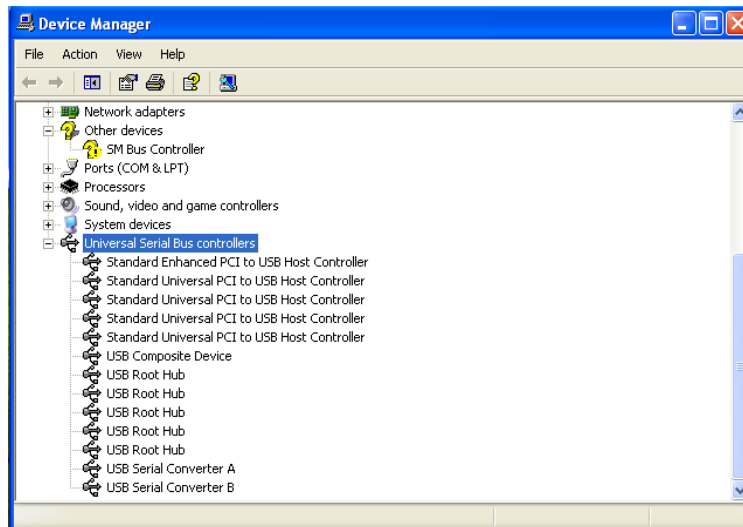 Device Manager
File Action View Help
Network adapters
Other devices
SM Bus Controller
Ports (COM & LPT)
Processors
Sound, video and game controllers
System devices
Universal Serial Bus controllers
Standard Enhanced PCI to USB Host Controller
Standard Universal PCI to USB Host Controller
Standard Universal PCI to USB Host Controller
Standard Universal PCI to USB Host Controller
Standard Universal PCI to USB Host Controller
USB Composite Device
USB Root Hub
USB Root Hub
USB Root Hub
USB Root Hub
USB Root Hub
USB Serial Converter A
USB Serial Converter B